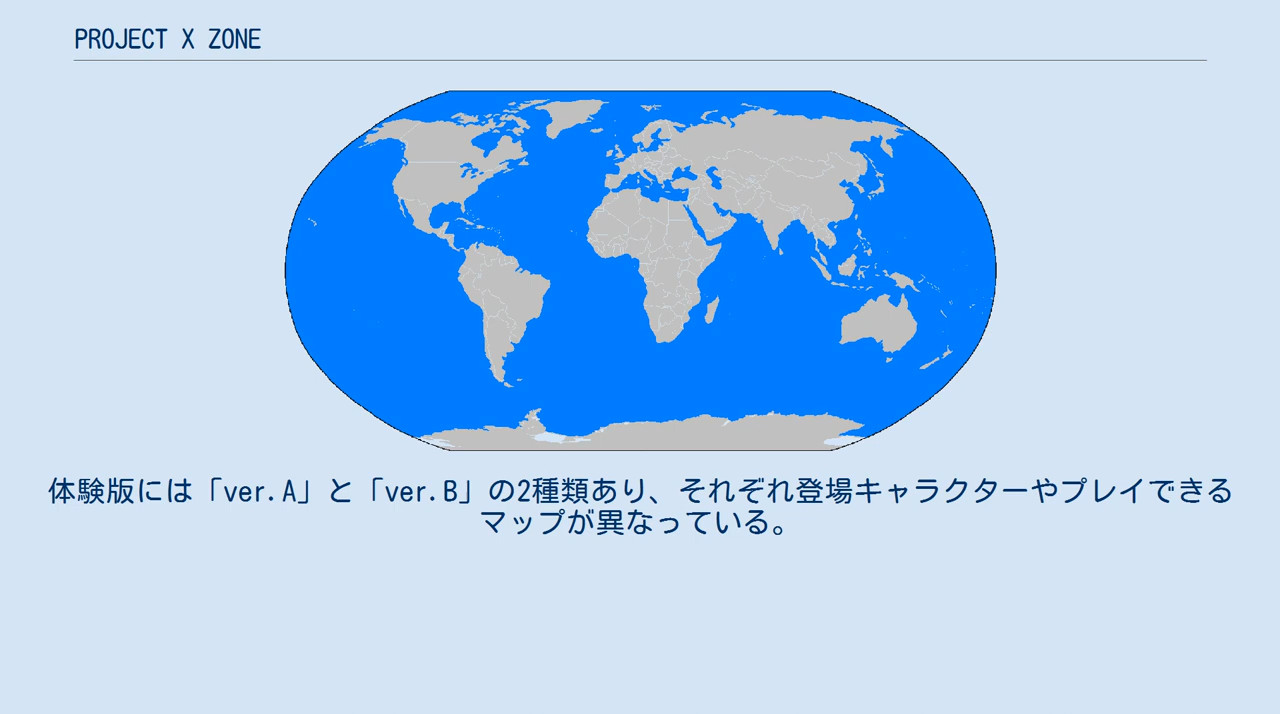 PROJECT X ZONE
体験版には「ver.A」と「ver.B」の2種類あり、それぞれ登場キャラクターやプレイできる
マップが異なっている。